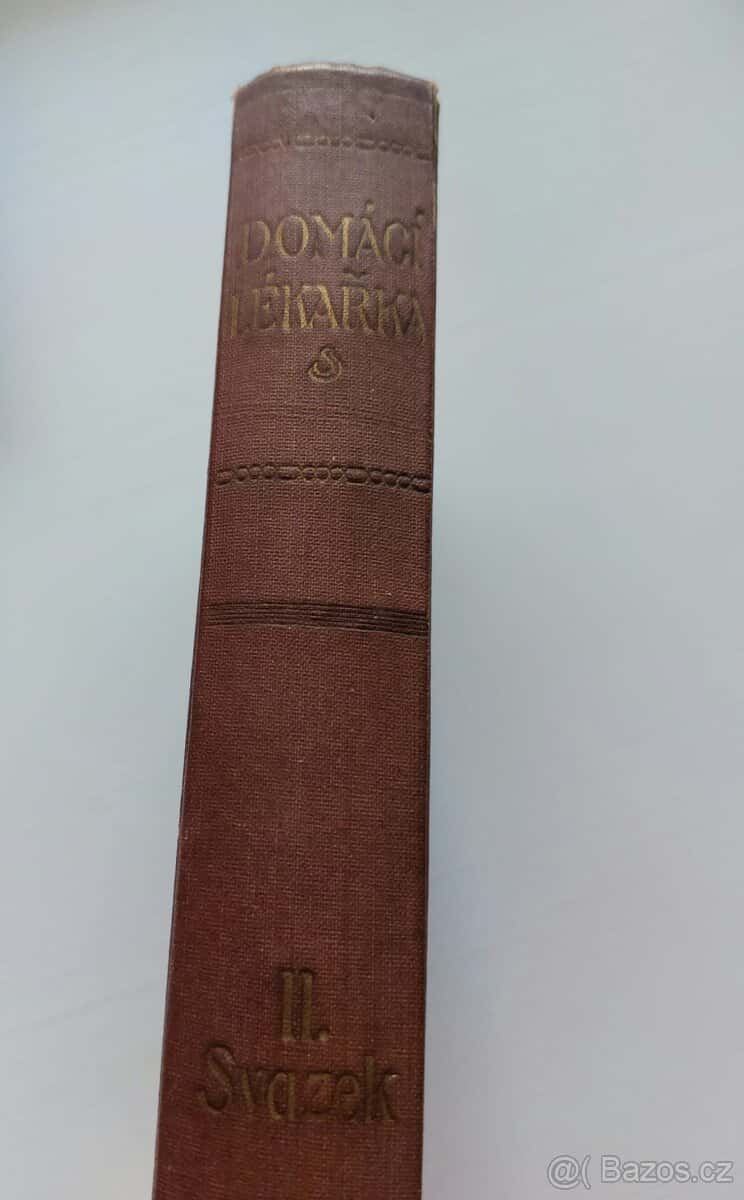 DOMÁCÍ
LÉKAŘKA
S
II.
Svazek
@( Bazos.cz